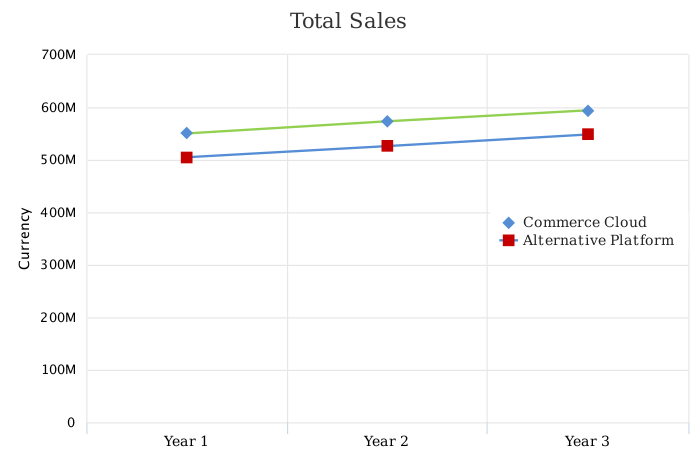 Total Sales
700M
600M
500M
400M
300M
200M
100M
0
Currency
Commerce Cloud
Alternative Platform
Year 1
Year 2
Year 3